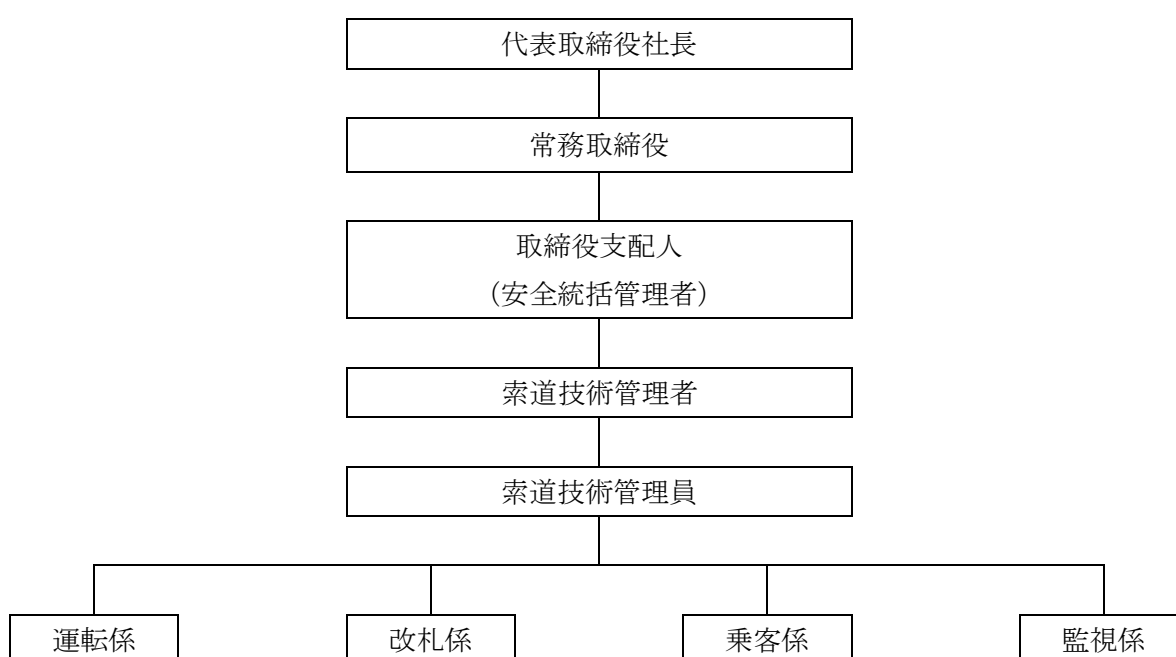 代表取締役社長
常務取締役
取締役支配人
（安全統括管理者）
索道技術管理者
索道技術管理員
運転係
改札係
乗客係
監視係